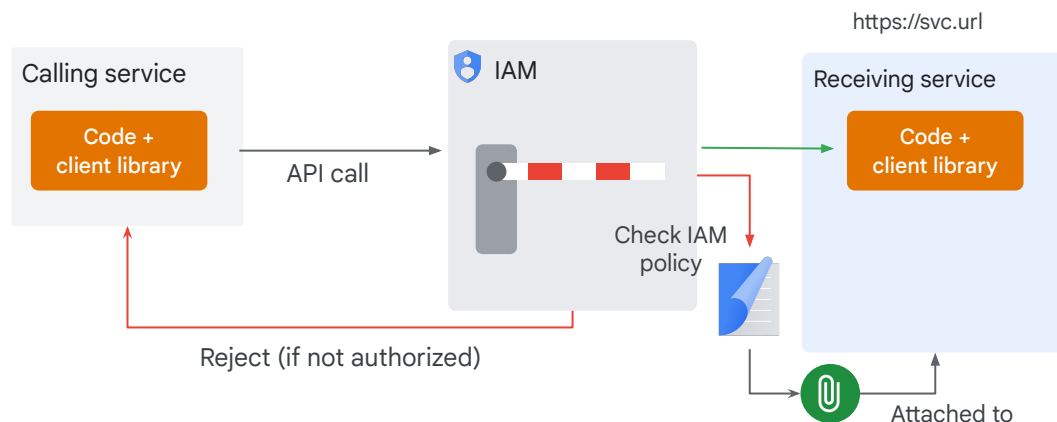 https://svc.url
Calling service
IAM
Receiving service
Code +
client library
Code +
client library
API call
Check IAM
policy
Reject (if not authorized)
Attached to